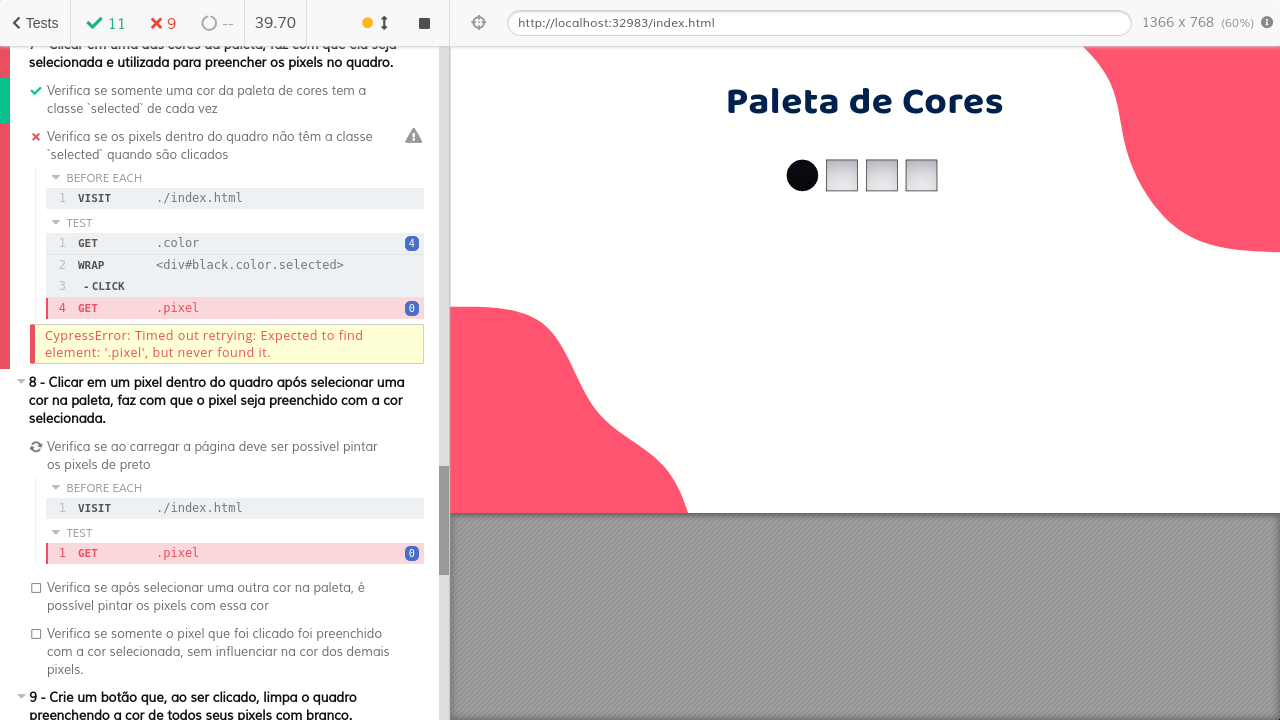 Tests
11
9
--
39.70
http://localhost:32983/index.html
1366 x 768 (60%)
7 - Clicar em uma das cores da paleta, faz com que ela seja
selecionada e utilizada para preencher os pixels no quadro.
Verifica se somente uma cor da paleta de cores tem a
classe `selected` de cada vez
Verifica se os pixels dentro do quadro não têm a classe
`selected` quando são clicados
BEFORE EACH
1 VISIT ./index.html
TEST
1 GET .color 4
2 WRAP <div#black.color.selected>
3 - CLICK
4 GET .pixel 0
CypressError: Timed out retrying: Expected to find
element: '.pixel', but never found it.
8 - Clicar em um pixel dentro do quadro após selecionar uma
cor na paleta, faz com que o pixel seja preenchido com a cor
selecionada.
Verifica se ao carregar a página deve ser possível pintar
os pixels de preto
BEFORE EACH
1 VISIT ./index.html
TEST
1 GET .pixel 0
Verifica se após selecionar uma outra cor na paleta, é
possível pintar os pixels com essa cor
Verifica se somente o pixel que foi clicado foi preenchido
com a cor selecionada, sem influenciar na cor dos demais
pixels.
9 - Crie um botão que, ao ser clicado, limpa o quadro
preenchendo a cor de todos seus pixels com branco.
Paleta de Cores